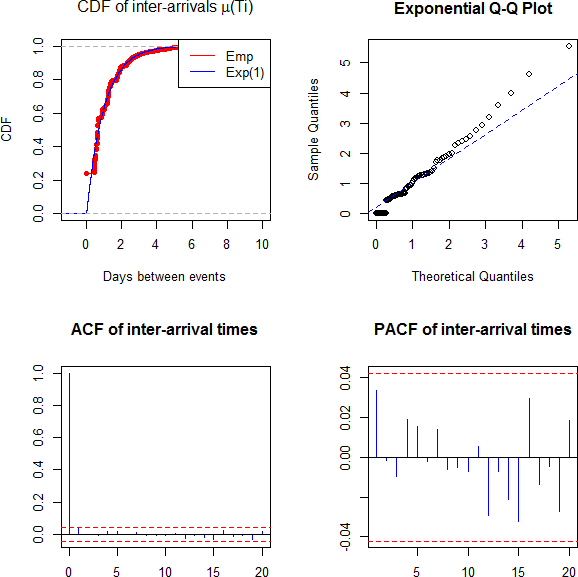 CDF of inter-arrivals μ(Ti)
CDF
1.0
0.8
0.6
0.4
0.2
0.0
Emp
Exp(1)
0 2 4 6 8 10
Days between events
Exponential Q-Q Plot
Sample Quantiles
5
4
3
2
1
0
0 1 2 3 4 5
Theoretical Quantiles
ACF of inter-arrival times
1.0
0.8
0.6
0.4
0.2
0.0
0 5 10 15 20
PACF of inter-arrival times
0.04
0.02
0.00
-0.04
5 10 15 20